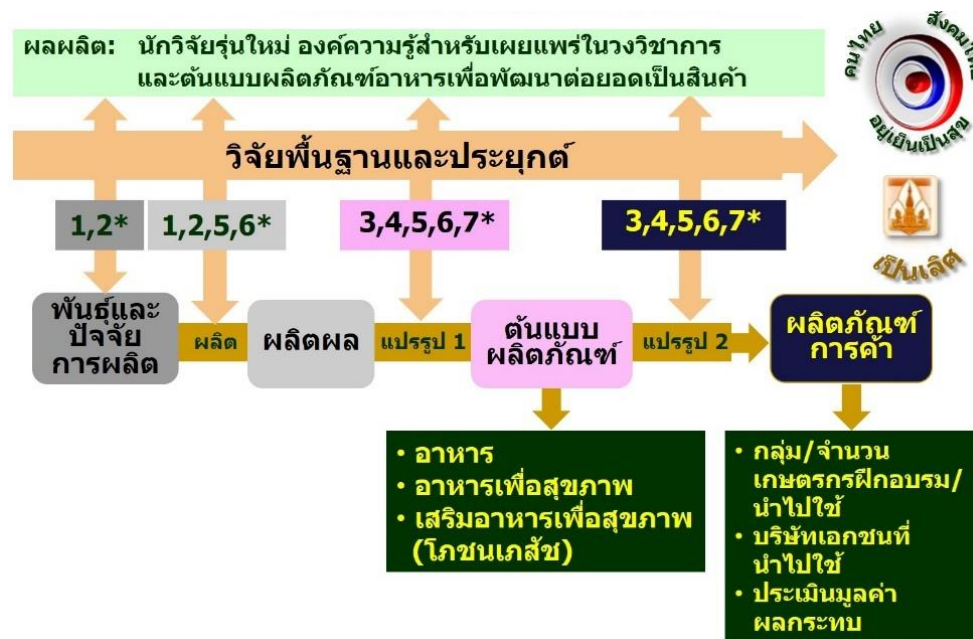 ผลผลิต: นักวิจัยรุ่นใหม่ องค์ความรู้สำหรับเผยแพร่ในวงวิชาการ
และต้นแบบผลิตภัณฑ์อาหารเพื่อพัฒนาต่อยอดเป็นสินค้า
คนไทย
สังคมไทย
อยู่เย็นเป็นสุข
วิจัยพื้นฐานและประยุกต์
1,2*
1,2,5,6*
3,4,5,6,7*
3,4,5,6,7*
เป็นเลิศ
พันธุ์และ
ปัจจัย
การผลิต
ผลิต
ผลิตผล
แปรรูป 1
ต้นแบบ
ผลิตภัณฑ์
แปรรูป 2
ผลิตภัณฑ์
การค้า
• อาหาร
• อาหารเพื่อสุขภาพ
• เสริมอาหารเพื่อสุขภาพ
(โภชนเภสัช)
• กลุ่ม/จำนวน
เกษตรกรฝึกอบรม/
นำไปใช้
• บริษัทเอกชนที่
นำไปใช้
• ประเมินมูลค่า
ผลกระทบ